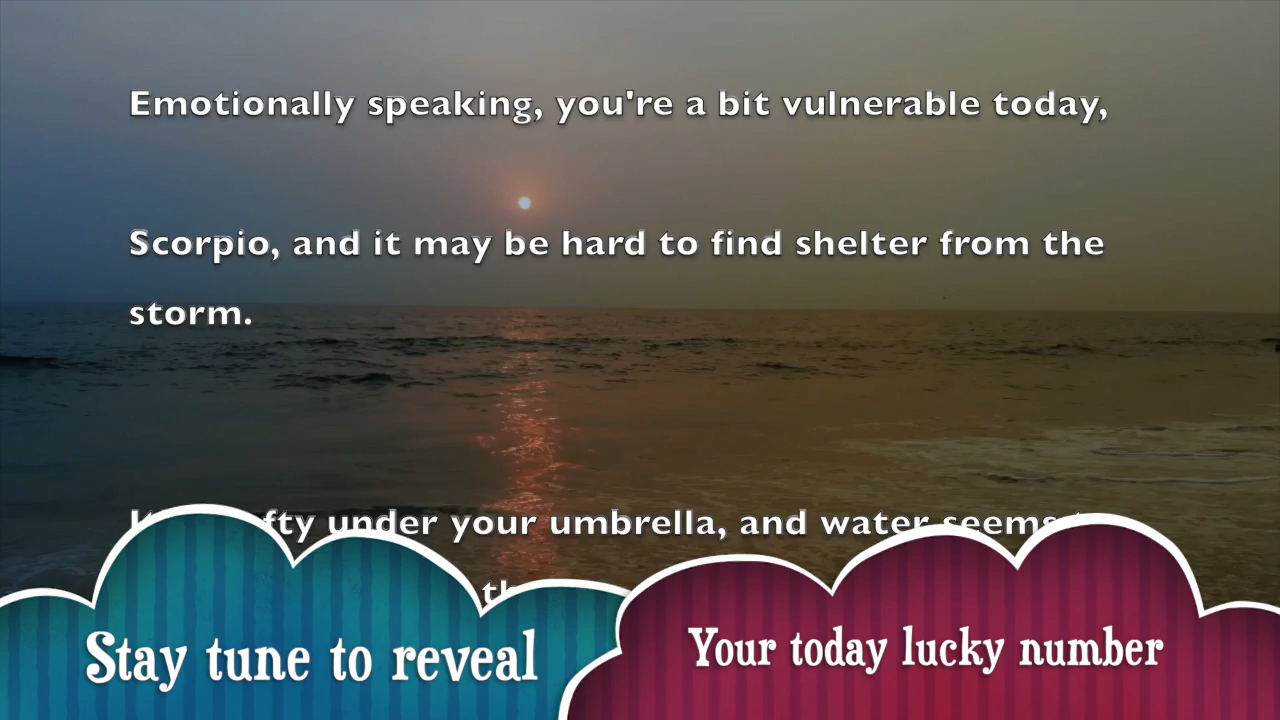 Emotionally speaking, you're a bit vulnerable today,
Scorpio, and it may be hard to find shelter from the
storm.
under your umbrella, and water seems
Stay tune to reveal
Your today lucky number